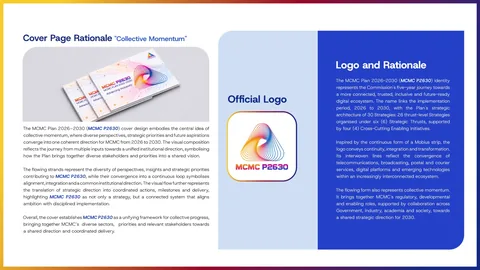 Cover Page Rationale "Collective Momentum"
MCMC P2630
The MCMC Plan 2026–2030 (MCMC P2630) cover design embodies the central idea of
collective momentum, where diverse perspectives, strategic priorities and future aspirations
converge into one coherent direction for MCMC from 2026 to 2030. The visual composition
reflects the journey from multiple inputs towards a unified national direction, symbolising
how the Plan brings together diverse stakeholders and priorities into a shared vision.
The flowing strands represent the diversity of perspectives, insights and strategic priorities
contributing to MCMC P2630, while their convergence into a continuous loop symbolises
alignment, integration and a common institutional direction. The visual flow further represents
the translation of strategic direction into coordinated actions, milestones and delivery,
highlighting MCMC P2630 as not only a strategy, but a connected system that aligns
ambition with disciplined implementation.
Overall, the cover establishes MCMC P2630 as a unifying framework for collective progress,
bringing together MCMC's diverse sectors, priorities and relevant stakeholders towards
a shared direction and coordinated delivery.
Official Logo
MCMC P2630
Logo and Rationale
The MCMC Plan 2026–2030 (MCMC P2630) identity
represents the Commission's five-year journey towards
a more connected, trusted, inclusive and future-ready
digital ecosystem. The name links the implementation
period, 2026 to 2030, with the Plan's strategic
architecture of 30 Strategies, 26 thrust-level Strategies
organised under six (6) Strategic Thrusts, supported
by four (4) Cross-Cutting Enabling Initiatives.
Inspired by the continuous form of a Mobius strip, the
logo conveys continuity, integration and transformation.
Its interwoven lines reflect the convergence of
telecommunications, broadcasting, postal and courier
services, digital platforms and emerging technologies
within an increasingly interconnected ecosystem.
The flowing form also represents collective momentum.
It brings together MCMC's regulatory, developmental
and enabling roles, supported by collaboration across
Government, industry, academia and society, towards
a shared strategic direction for 2030.